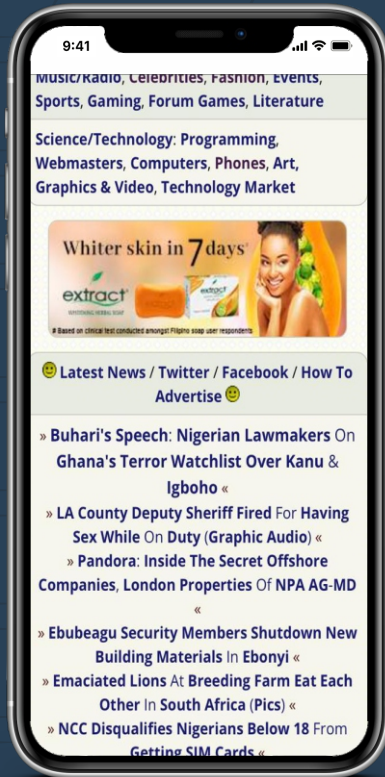 9:41
Music/Radio, Celebrities, Fashion, Events,
Sports, Gaming, Forum Games, Literature
Science/Technology: Programming,
Webmasters, Computers, Phones, Art,
Graphics & Video, Technology Market
Whiter skin in 7 days#
extract
WHITENING HERBAL SOAP
# Based on clinical test conducted amongst Filipino soap user respondents
Latest News / Twitter / Facebook / How To
Advertise
» Buhari's Speech: Nigerian Lawmakers On
Ghana's Terror Watchlist Over Kanu &
Igboho «
» LA County Deputy Sheriff Fired For Having
Sex While On Duty (Graphic Audio) «
» Pandora: Inside The Secret Offshore
Companies, London Properties Of NPA AG-MD
«
» Ebubeagu Security Members Shutdown New
Building Materials In Ebonyi «
» Emaciated Lions At Breeding Farm Eat Each
Other In South Africa (Pics) «
» NCC Disqualifies Nigerians Below 18 From
Getting SIM Cards «